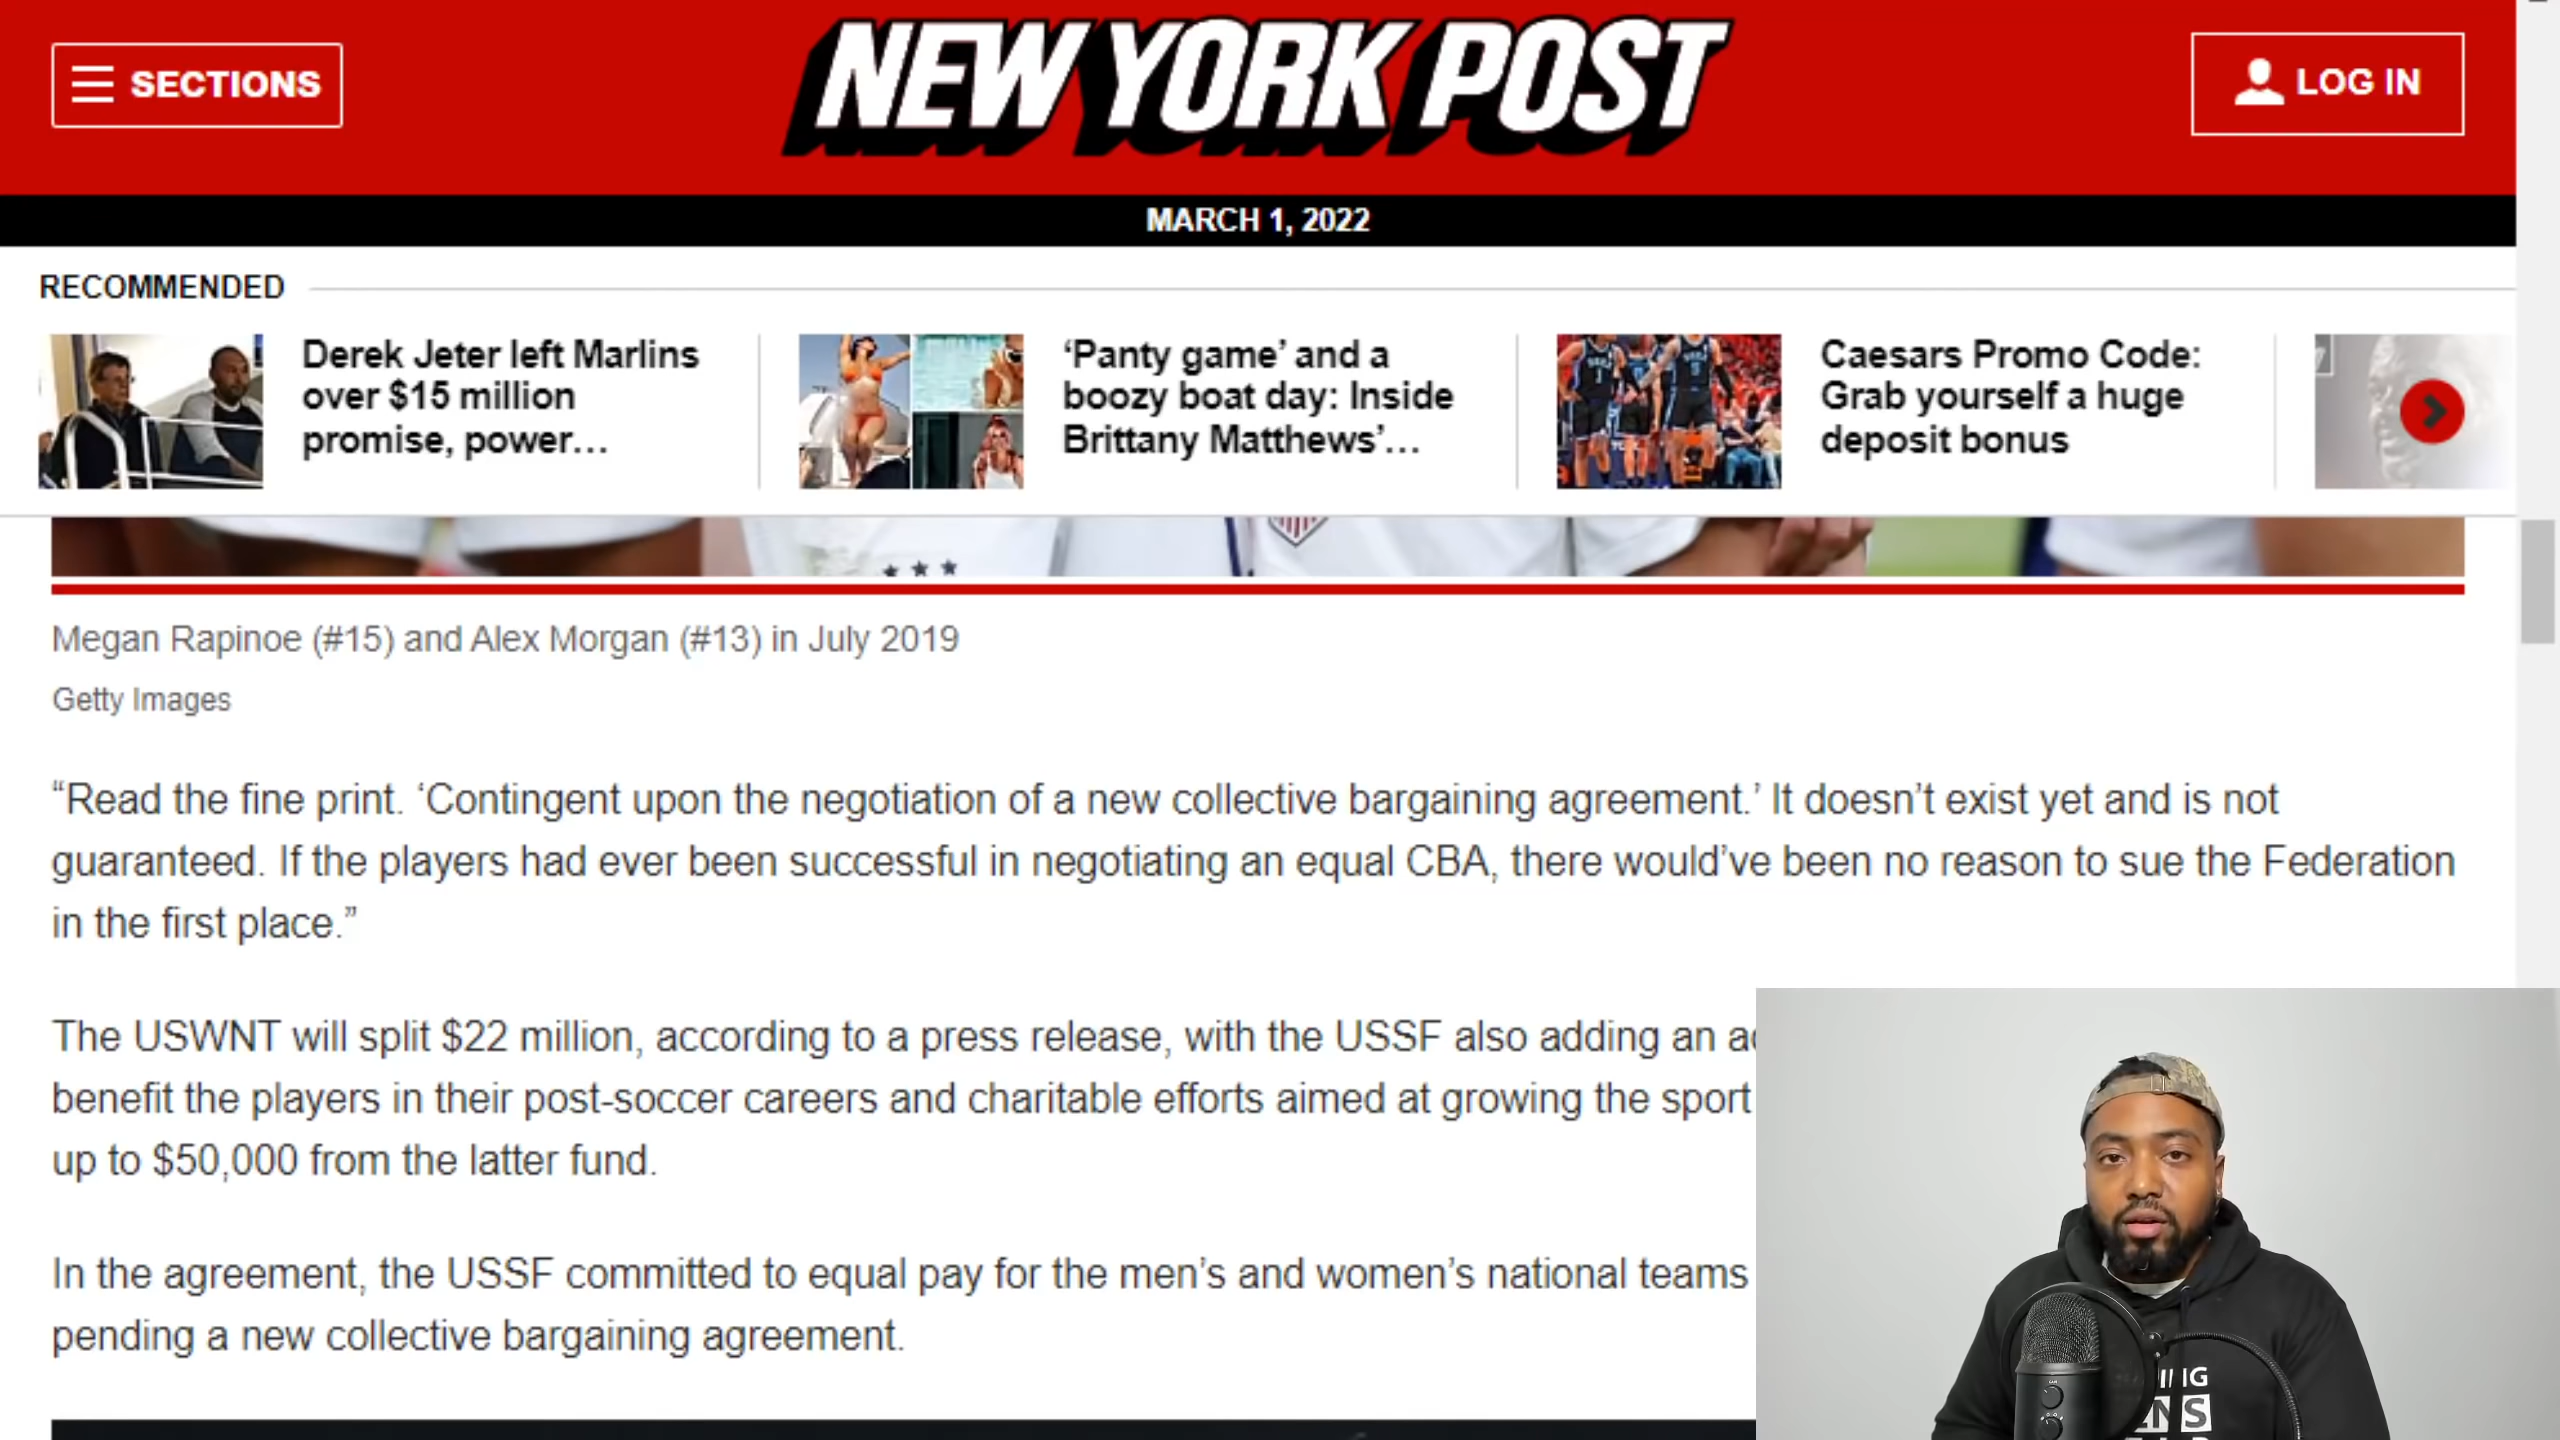 SECTIONS
NEW YORK POST
LOG IN
MARCH 1, 2022
RECOMMENDED
Derek Jeter left Marlins
over $15 million
promise, power...
‘Panty game’ and a
boozy boat day: Inside
Brittany Matthews’...
Caesars Promo Code:
Grab yourself a huge
deposit bonus
Megan Rapinoe (#15) and Alex Morgan (#13) in July 2019
Getty Images
“Read the fine print. ‘Contingent upon the negotiation of a new collective bargaining agreement.’ It doesn’t exist yet and is not
guaranteed. If the players had ever been successful in negotiating an equal CBA, there would’ve been no reason to sue the Federation
in the first place.”
The USWNT will split $22 million, according to a press release, with the USSF also adding an
benefit the players in their post-soccer careers and charitable efforts aimed at growing the sport
up to $50,000 from the latter fund.
In the agreement, the USSF committed to equal pay for the men’s and women’s national teams
pending a new collective bargaining agreement.